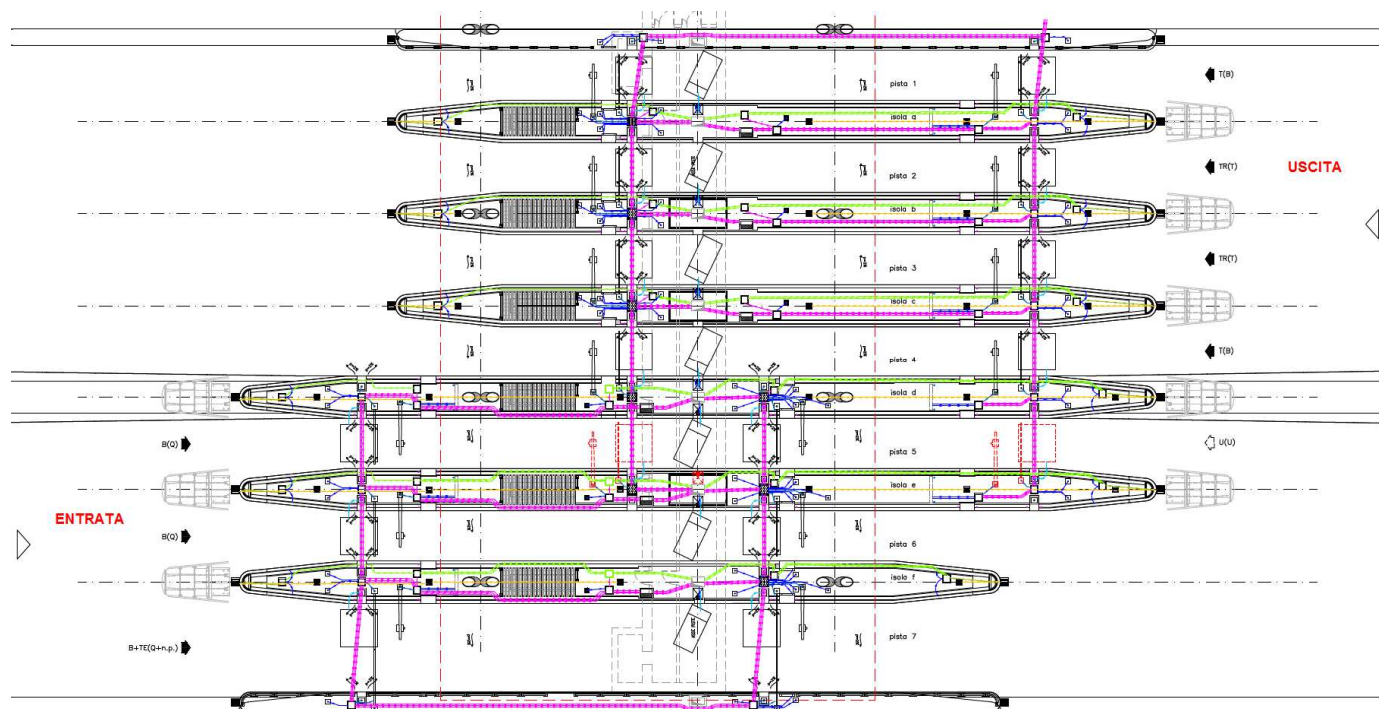 pista 1
T(B)
isola a
pista 2
TR(T)
USCITA
isola b
pista 3
TR(T)
isola c
pista 4
T(B)
isola d
B(Q)
pista 5
U(U)
isola e
ENTRATA
B(Q)
pista 6
isola f
B+TE(Q+n.p.)
pista 7